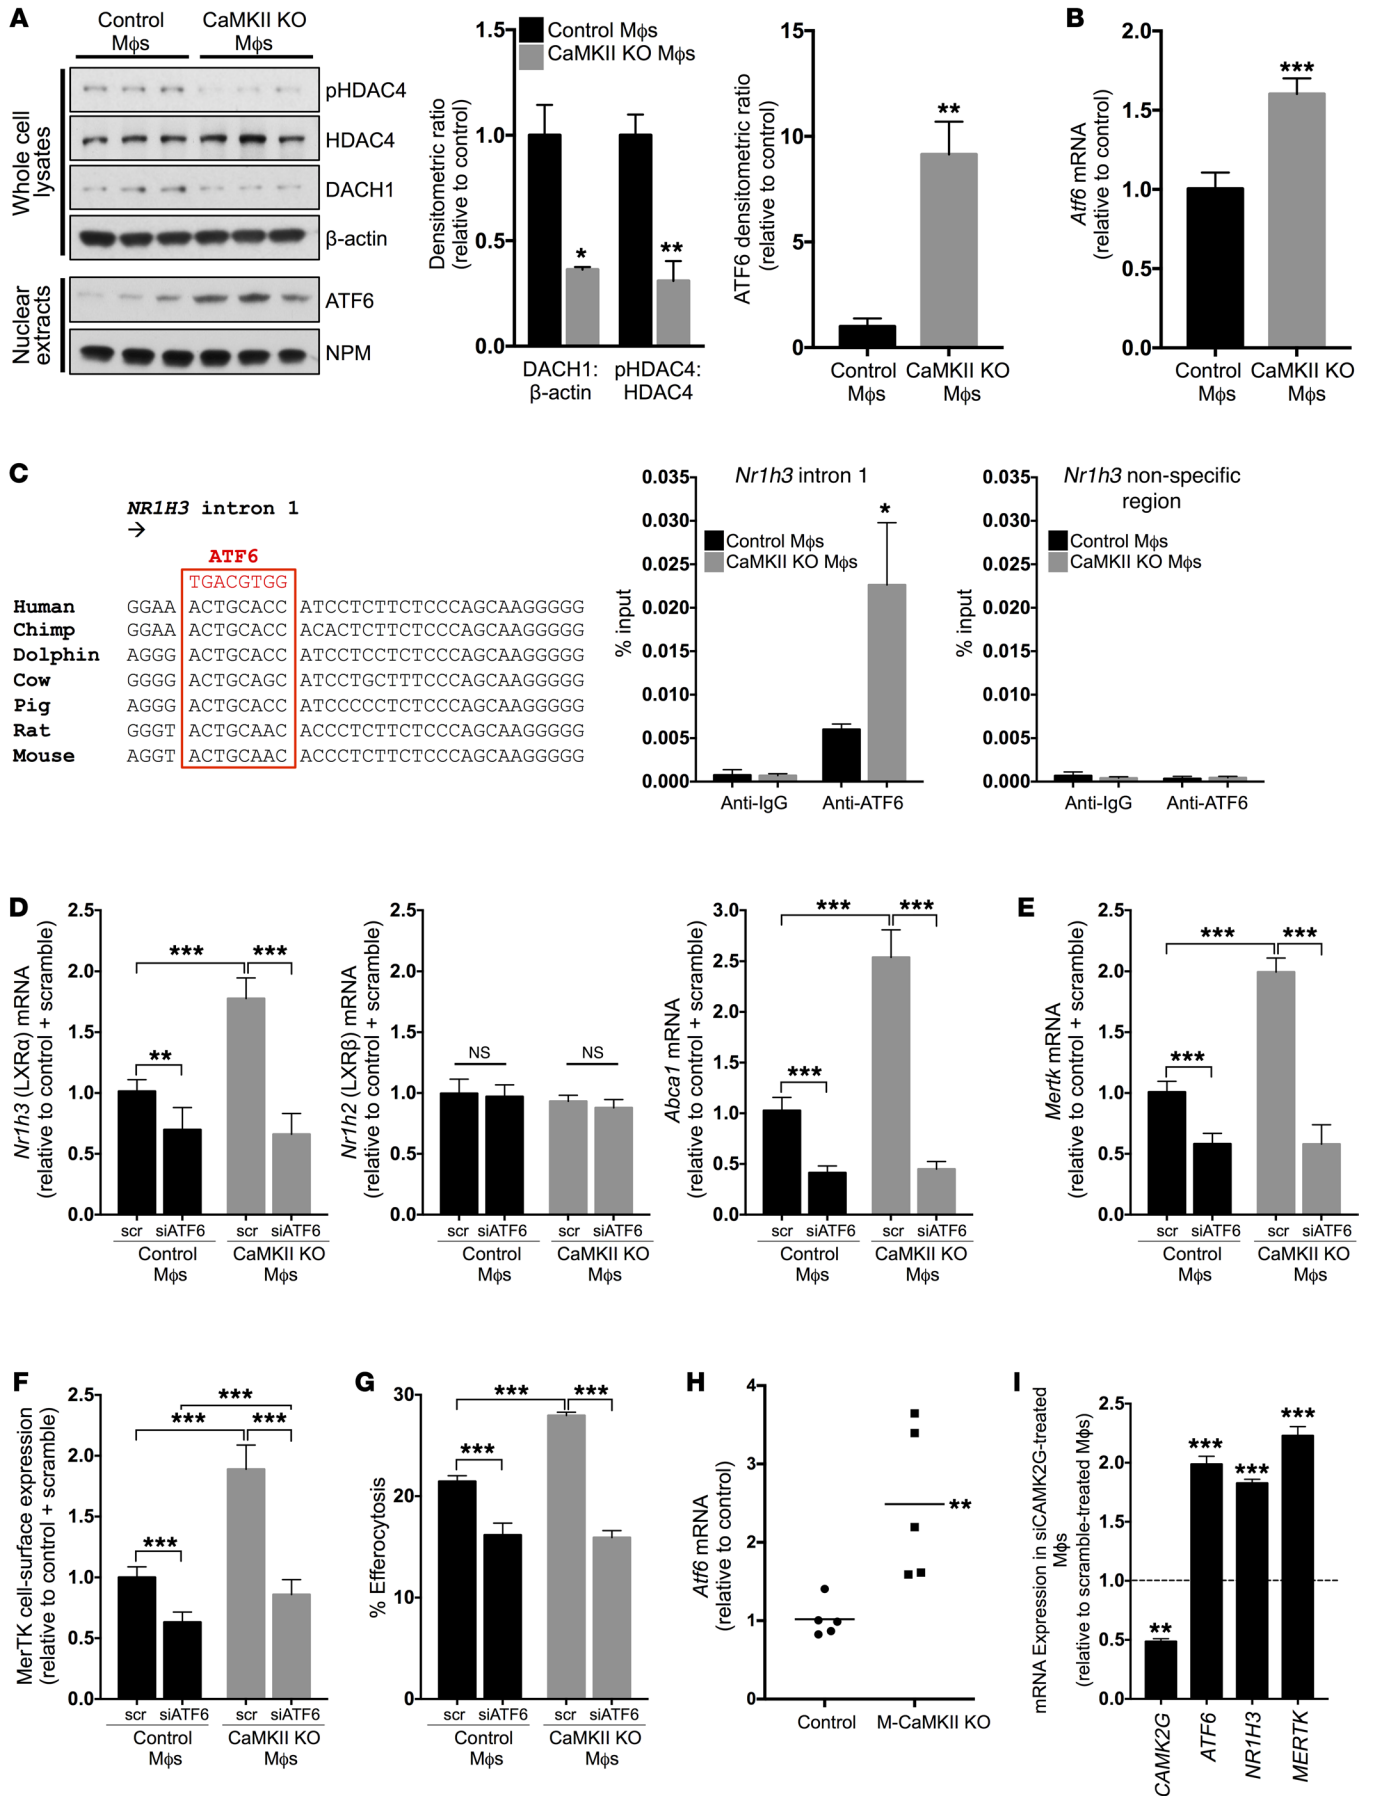 A
Control
Mϕs
CaMKII KO
Mϕs
Whole cell
lysates
pHDAC4
HDAC4
DACH1
β-actin
Nuclear
extracts
ATF6
NPM
Densitometric ratio
(relative to control)
1.5
1.0
0.5
0.0
Control Mϕs
CaMKII KO Mϕs
*
**
DACH1:
β-actin
pHDAC4:
HDAC4
ATF6 densitometric ratio
(relative to control)
15
10
5
0
**
Control
Mϕs
CaMKII KO
Mϕs
B
Atf6 mRNA
(relative to control)
2.0
1.5
1.0
0.5
0.0
***
Control
Mϕs
CaMKII KO
Mϕs
C
NR1H3 intron 1
→
ATF6
TGACGTGG
Human GGAA ACTGCACC ATCCTCTTCTCCCAGCAAGGGGG
Chimp GGAA ACTGCACC ACACTCTTCTCCCAGCAAGGGGG
Dolphin AGGG ACTGCACC ATCCTCCTCTCCCAGCAAGGGGG
Cow GGGG ACTGCAGC ATCCTGCTTTCCCAGCAAGGGGG
Pig AGGG ACTGCACC ATCCCCCTCTCCCAGCAAGGGGG
Rat GGGT ACTGCAAC ACCCTCTTCTCCCAGCAAGGGGG
Mouse AGGT ACTGCAAC ACCCTCTTCTCCCAGCAAGGGGG
% input
0.035
0.030
0.025
0.020
0.015
0.010
0.005
0.000
Nr1h3 intron 1
Control Mϕs
CaMKII KO Mϕs
*
Anti-IgG
Anti-ATF6
% input
0.035
0.030
0.025
0.020
0.015
0.010
0.005
0.000
Nr1h3 non-specific
region
Control Mϕs
CaMKII KO Mϕs
Anti-IgG
Anti-ATF6
D
Nr1h3 (LXRα) mRNA
(relative to control + scramble)
2.5
2.0
1.5
1.0
0.5
0.0
***
***
**
scr siATF6 scr siATF6
Control
Mϕs
CaMKII KO
Mϕs
Nr1h2 (LXRβ) mRNA
(relative to control + scramble)
2.5
2.0
1.5
1.0
0.5
0.0
NS
NS
scr siATF6 scr siATF6
Control
Mϕs
CaMKII KO
Mϕs
Abca1 mRNA
(relative to control + scramble)
3.0
2.5
2.0
1.5
1.0
0.5
0.0
***
***
***
scr siATF6 scr siATF6
Control
Mϕs
CaMKII KO
Mϕs
E
Mertk mRNA
(relative to control + scramble)
2.5
2.0
1.5
1.0
0.5
0.0
***
***
***
scr siATF6 scr siATF6
Control
Mϕs
CaMKII KO
Mϕs
F
MerTK cell-surface expression
(relative to control + scramble)
2.5
2.0
1.5
1.0
0.5
0.0
***
***
***
***
scr siATF6 scr siATF6
Control
Mϕs
CaMKII KO
Mϕs
G
% Efferocytosis
30
20
10
0
***
***
***
scr siATF6 scr siATF6
Control
Mϕs
CaMKII KO
Mϕs
H
Atf6 mRNA
(relative to control)
4
3
2
1
0
**
Control
M-CaMKII KO
I
mRNA Expression in siCAMK2G-treated
Mϕs
(relative to scramble-treated Mϕs)
2.5
2.0
1.5
1.0
0.5
0.0
**
***
***
***
CAMK2G
ATF6
NR1H3
MERTK